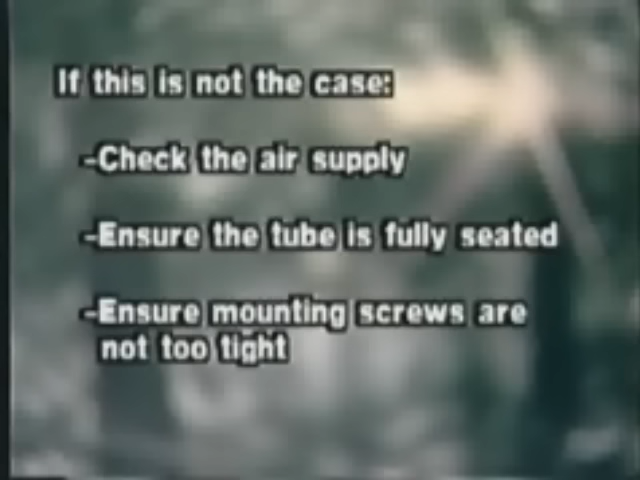 If this is not the case:
-Check the air supply
-Ensure the tube is fully seated
-Ensure mounting screws are
not too tight